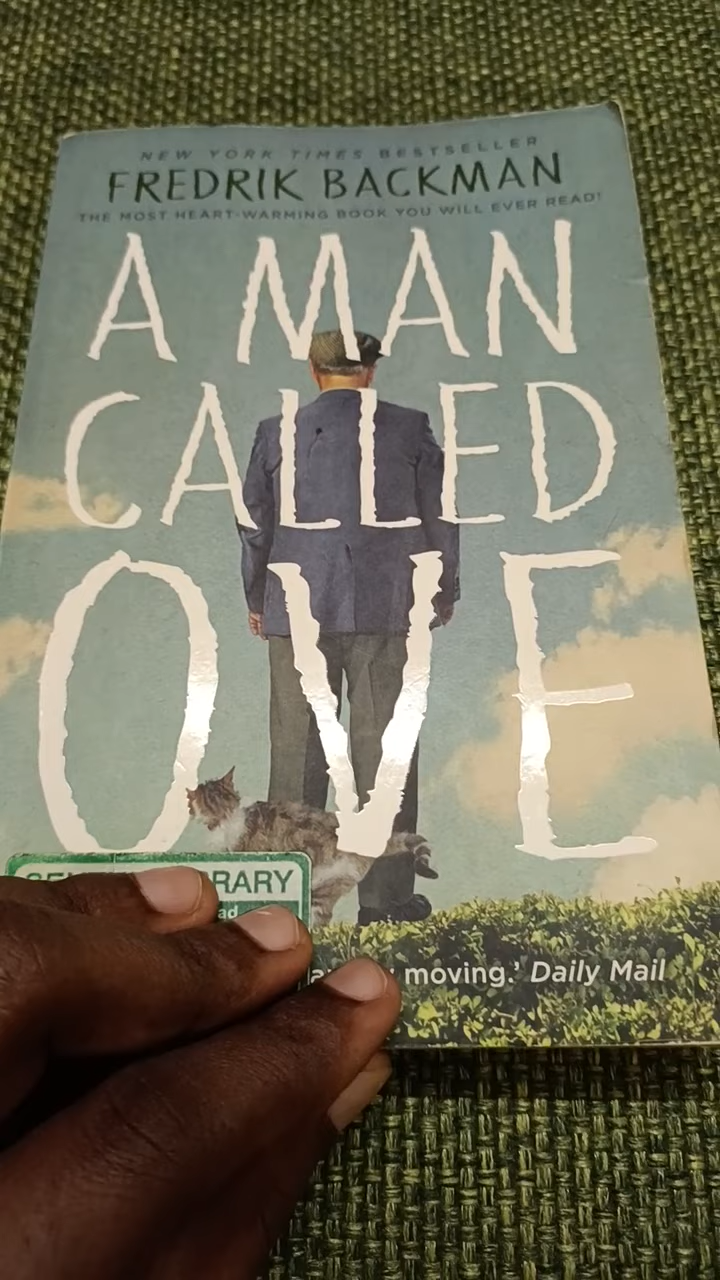 NEW YORK TIMES BESTSELLER
FREDRIK BACKMAN
THE MOST HEART-WARMING BOOK YOU WILL EVER READ!
A MAN
CALLED
OVE
moving.' Daily Mail